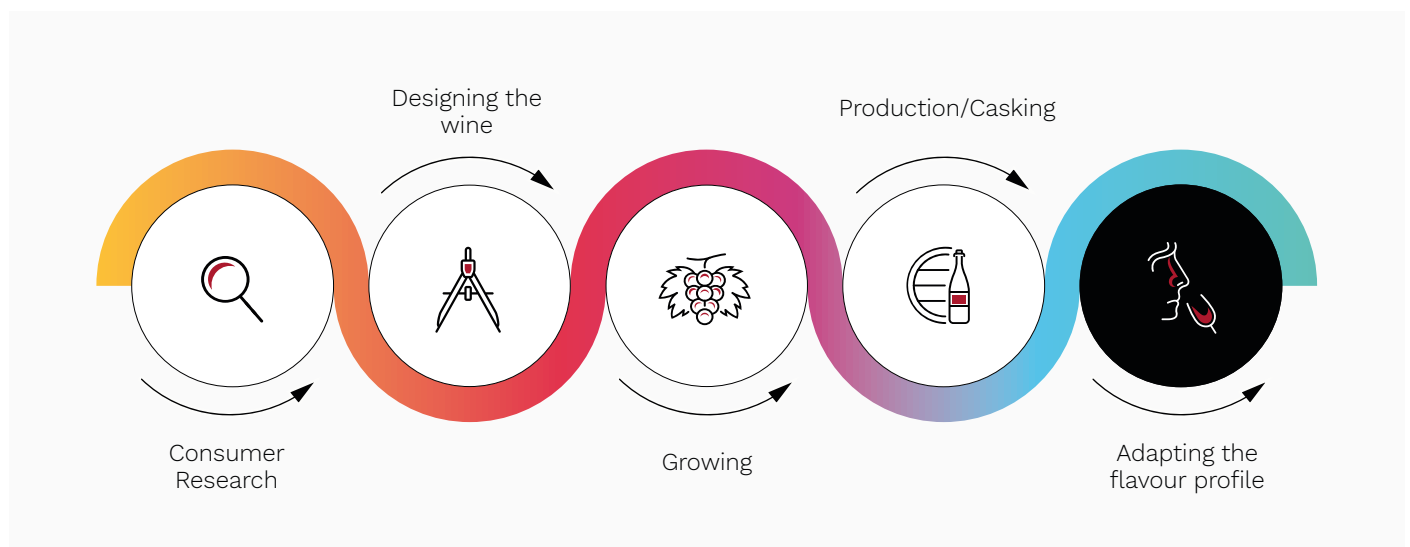 Consumer
Research
Designing the
wine
Growing
Production/Casking
Adapting the
flavour profile